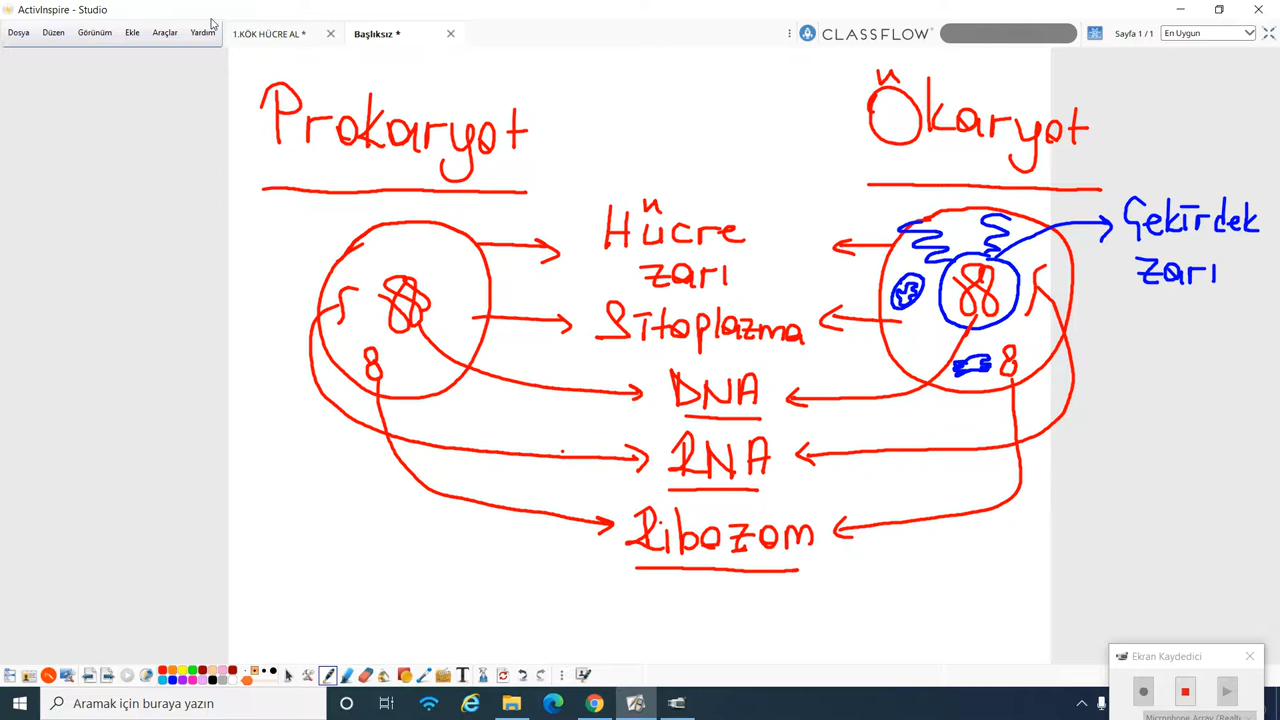 ActivInspire - Studio
Dosya Düzen Görünüm Ekle Araçlar Yardım
1.KÖK HÜCRE AL *
Başlıksız *
CLASSFLOW
Sayfa 1 / 1
En Uygun
Prokaryot
Ökaryot
Hücre
zarı
Sitoplazma
DNA
RNA
Ribozom
Çekirdek
zarı
Ekran Kaydedici
Aramak için buraya yazın